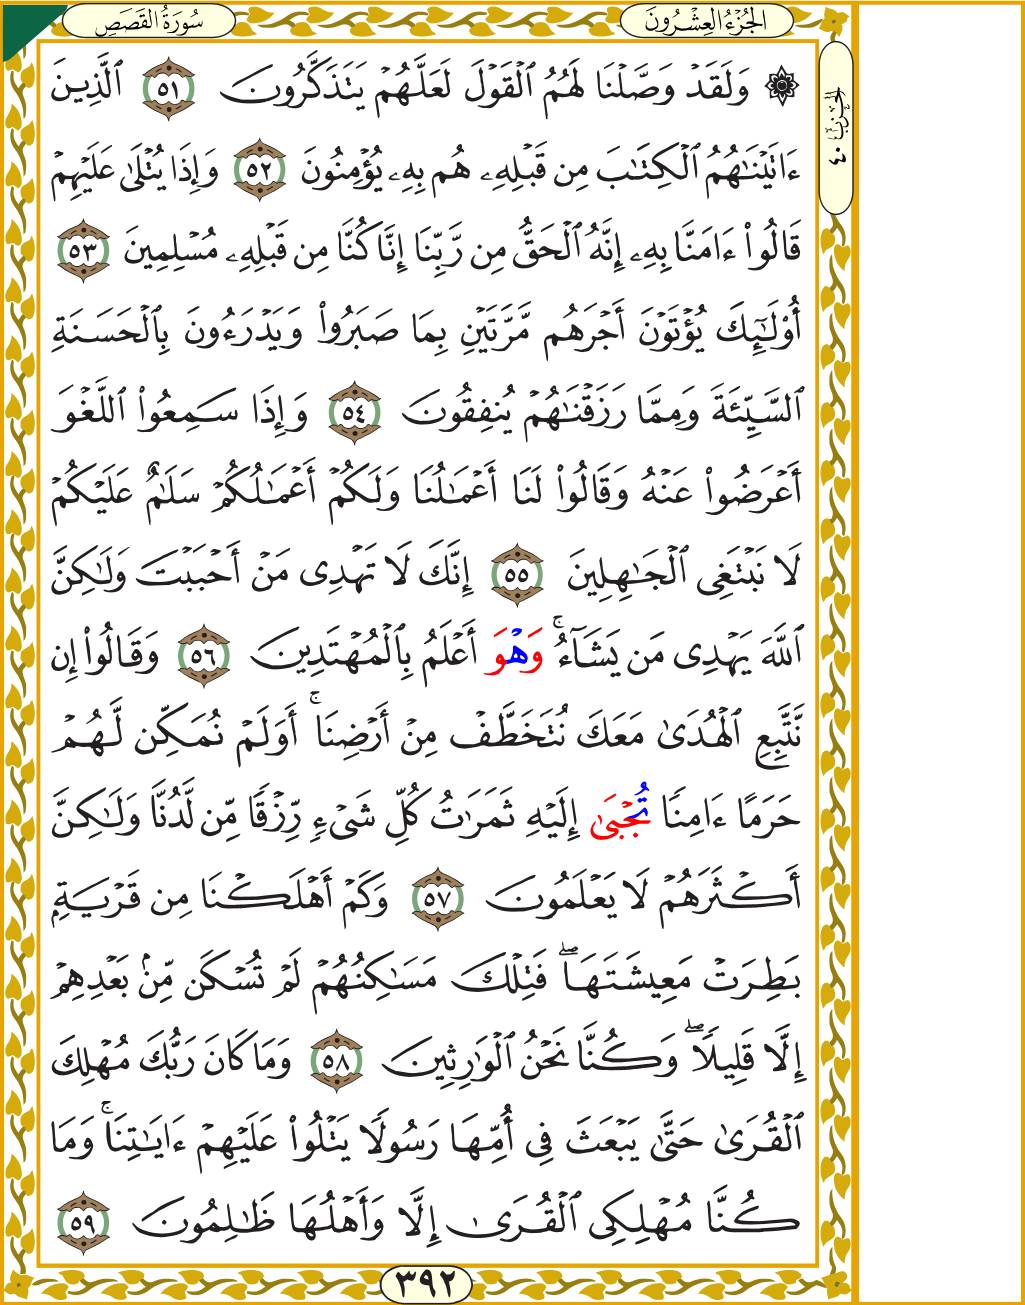 سُورَةُ القَصَصِ
الجُزْءُ العِشْرُونَ
الحزب ٤٠
۞ وَلَقَدۡ وَصَّلۡنَا لَهُمُ ٱلۡقَوۡلَ لَعَلَّهُمۡ يَتَذَكَّرُونَ ٥١ ٱلَّذِينَ
ءَاتَيۡنَٰهُمُ ٱلۡكِتَٰبَ مِن قَبۡلِهِۦ هُم بِهِۦ يُؤۡمِنُونَ ٥٢ وَإِذَا يُتۡلَىٰ عَلَيۡهِمۡ
قَالُوٓاْ ءَامَنَّا بِهِۦٓ إِنَّهُ ٱلۡحَقُّ مِن رَّبِّنَآ إِنَّا كُنَّا مِن قَبۡلِهِۦ مُسۡلِمِينَ ٥٣
أُوْلَٰٓئِكَ يُؤۡتَوۡنَ أَجۡرَهُم مَّرَّتَيۡنِ بِمَا صَبَرُواْ وَيَدۡرَءُونَ بِٱلۡحَسَنَةِ
ٱلسَّيِّئَةَ وَمِمَّا رَزَقۡنَٰهُمۡ يُنفِقُونَ ٥٤ وَإِذَا سَمِعُواْ ٱللَّغۡوَ
أَعۡرَضُواْ عَنۡهُ وَقَالُواْ لَنَآ أَعۡمَٰلُنَا وَلَكُمۡ أَعۡمَٰلُكُمۡ سَلَٰمٌ عَلَيۡكُمۡ
لَا نَبۡتَغِي ٱلۡجَٰهِلِينَ ٥٥ إِنَّكَ لَا تَهۡدِي مَنۡ أَحۡبَبۡتَ وَلَٰكِنَّ
ٱللَّهَ يَهۡدِي مَن يَشَآءُۚ وَهۡوَ أَعۡلَمُ بِٱلۡمُهۡتَدِينَ ٥٦ وَقَالُوٓاْ إِن
نَّتَّبِعِ ٱلۡهُدَىٰ مَعَكَ نُتَخَطَّفۡ مِنۡ أَرۡضِنَآۚ أَوَلَمۡ نُمَكِّن لَّهُمۡ
حَرَمًا ءَامِنٗا تُجۡبَىٰٓ إِلَيۡهِ ثَمَرَٰتُ كُلِّ شَيۡءٖ رِّزۡقٗا مِّن لَّدُنَّا وَلَٰكِنَّ
أَكۡثَرَهُمۡ لَا يَعۡلَمُونَ ٥٧ وَكَمۡ أَهۡلَكۡنَا مِن قَرۡيَةِۭ
بَطِرَتۡ مَعِيشَتَهَاۖ فَتِلۡكَ مَسَٰكِنُهُمۡ لَمۡ تُسۡكَن مِّنۢ بَعۡدِهِمۡ
إِلَّا قَلِيلٗاۖ وَكُنَّا نَحۡنُ ٱلۡوَٰرِثِينَ ٥٨ وَمَا كَانَ رَبُّكَ مُهۡلِكَ
ٱلۡقُرَىٰ حَتَّىٰ يَبۡعَثَ فِيٓ أُمِّهَا رَسُولٗا يَتۡلُواْ عَلَيۡهِمۡ ءَايَٰتِنَاۚ وَمَا
كُنَّا مُهۡلِكِي ٱلۡقُرَىٰٓ إِلَّا وَأَهۡلُهَا ظَٰلِمُونَ ٥٩
٣٩٢